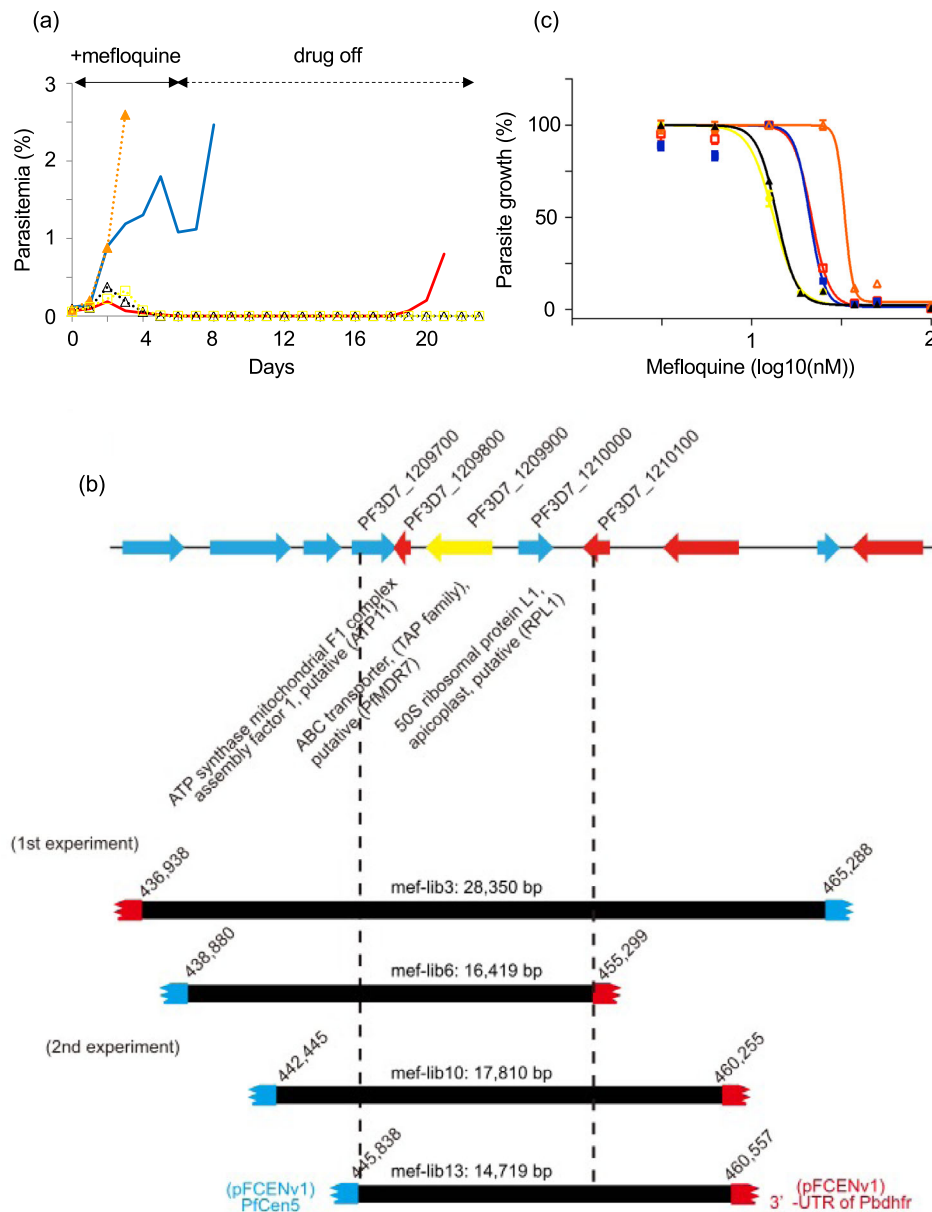 (a)
+mefloquine
drug off
Parasitemia (%)
3
2
1
0
0
4
8
12
16
20
Days
(c)
Parasite growth (%)
100
50
0
1
2
Mefloquine (log10(nM))
(b)
PF3D7_1209700
PF3D7_1209800
PF3D7_1209900
PF3D7_1210000
PF3D7_1210100
ATP synthase mitochondrial F1 complex
assembly factor 1, putative (ATP11)
ABC transporter, (TAP family),
putative (PfMDR7)
50S ribosomal protein L1,
apicoplast, putative (RPL1)
(1st experiment)
436,938
mef-lib3: 28,350 bp
465,288
438,880
mef-lib6: 16,419 bp
455,299
(2nd experiment)
442,445
mef-lib10: 17,810 bp
460,255
445,838
mef-lib13: 14,719 bp
460,557
(pFCENv1)
PfCen5
(pFCENv1)
3' -UTR of Pbdhfr